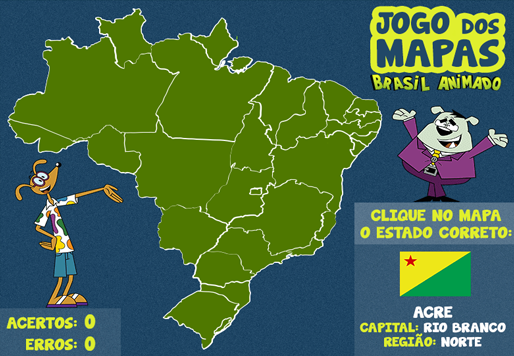 JOGO DOS
MAPAS
BRASIL ANIMADO
CLIQUE NO MAPA
O ESTADO CORRETO:
ACRE
CAPITAL: RIO BRANCO
REGIÃO: NORTE
ACERTOS: 0
ERROS: 0